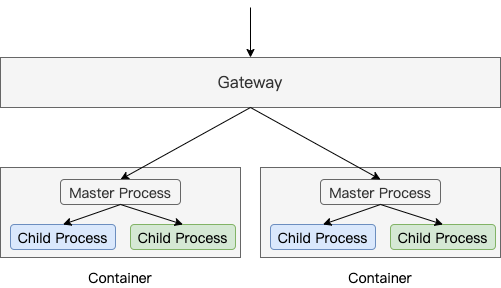 Gateway
Master Process
Master Process
Child Process
Child Process
Child Process
Child Process
Container
Container